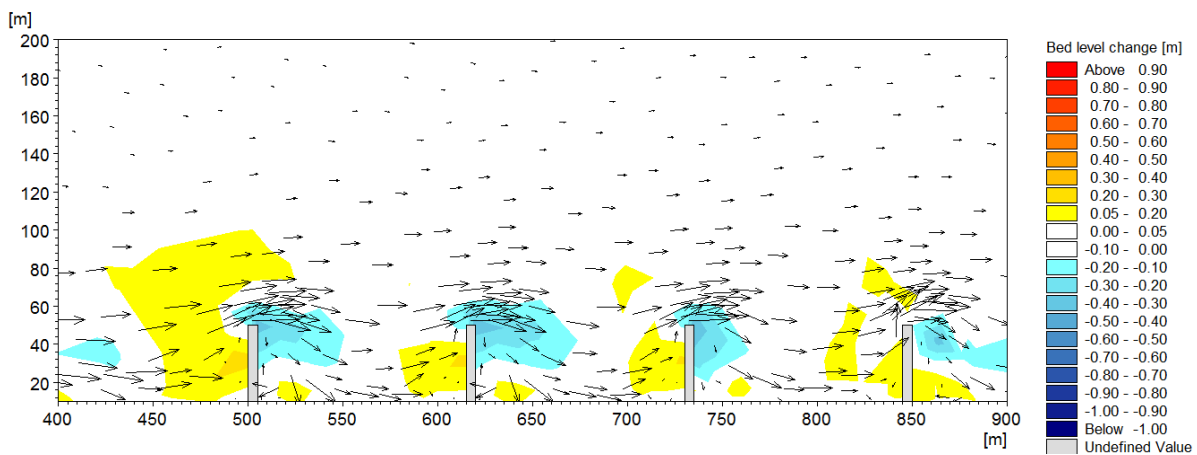 [m]
200
180
160
140
120
100
80
60
40
20
400 450 500 550 600 650 700 750 800 850 900
[m]
Bed level change [m]
Above 0.90
0.80 - 0.90
0.70 - 0.80
0.60 - 0.70
0.50 - 0.60
0.40 - 0.50
0.30 - 0.40
0.20 - 0.30
0.05 - 0.20
0.00 - 0.05
-0.10 - 0.00
-0.20 - -0.10
-0.30 - -0.20
-0.40 - -0.30
-0.50 - -0.40
-0.60 - -0.50
-0.70 - -0.60
-0.80 - -0.70
-0.90 - -0.80
-1.00 - -0.90
Below -1.00
Undefined Value